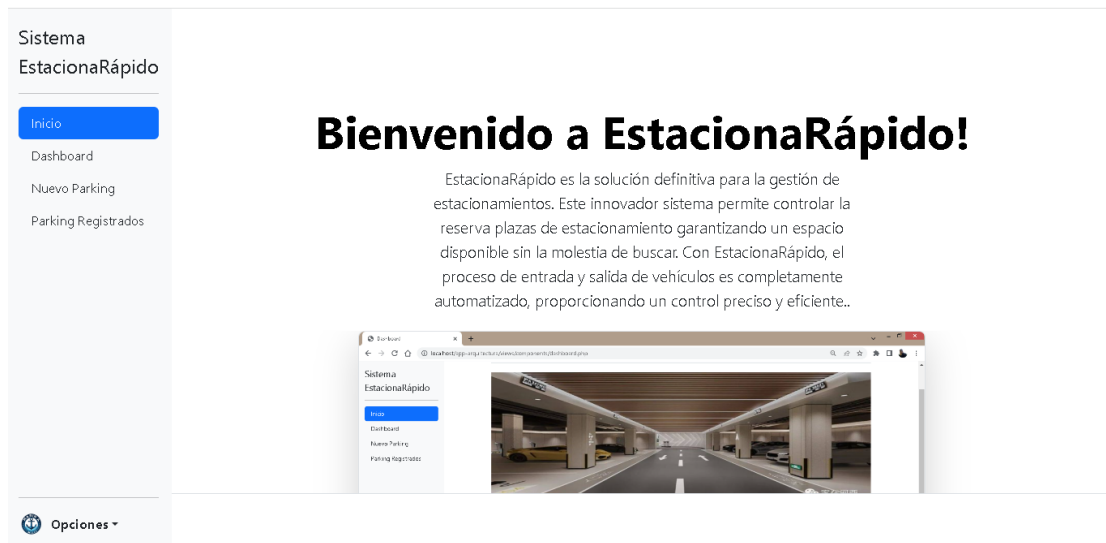 Sistema
EstacionaRápido
Inicio
Dashboard
Nuevo Parking
Parking Registrados
Opciones
Bienvenido a EstacionaRápido!
EstacionaRápido es la solución definitiva para la gestión de
estacionamientos. Este innovador sistema permite controlar la
reserva plazas de estacionamiento garantizando un espacio
disponible sin la molestia de buscar. Con EstacionaRápido, el
proceso de entrada y salida de vehículos es completamente
automatizado, proporcionando un control preciso y eficiente..
Dashboard
Sistema
EstacionaRápido
Inicio
Dashboard
Nuevo Parking
Parking Registrados